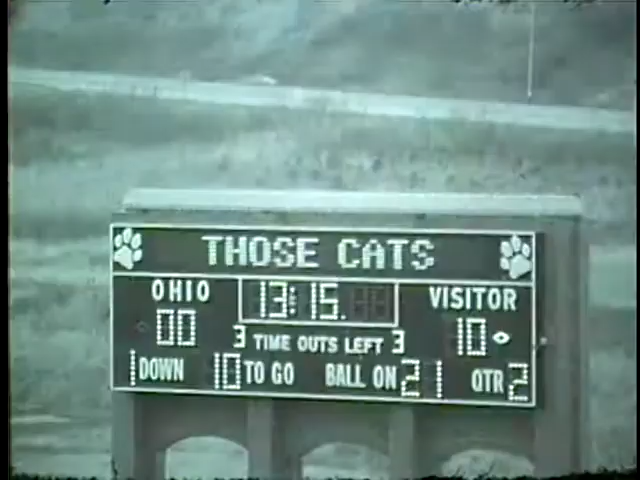 THOSE CATS
OHIO 13:15. VISITOR
00 3 TIME OUTS LEFT 3 10
1 DOWN 10 TO GO BALL ON 21 QTR 2